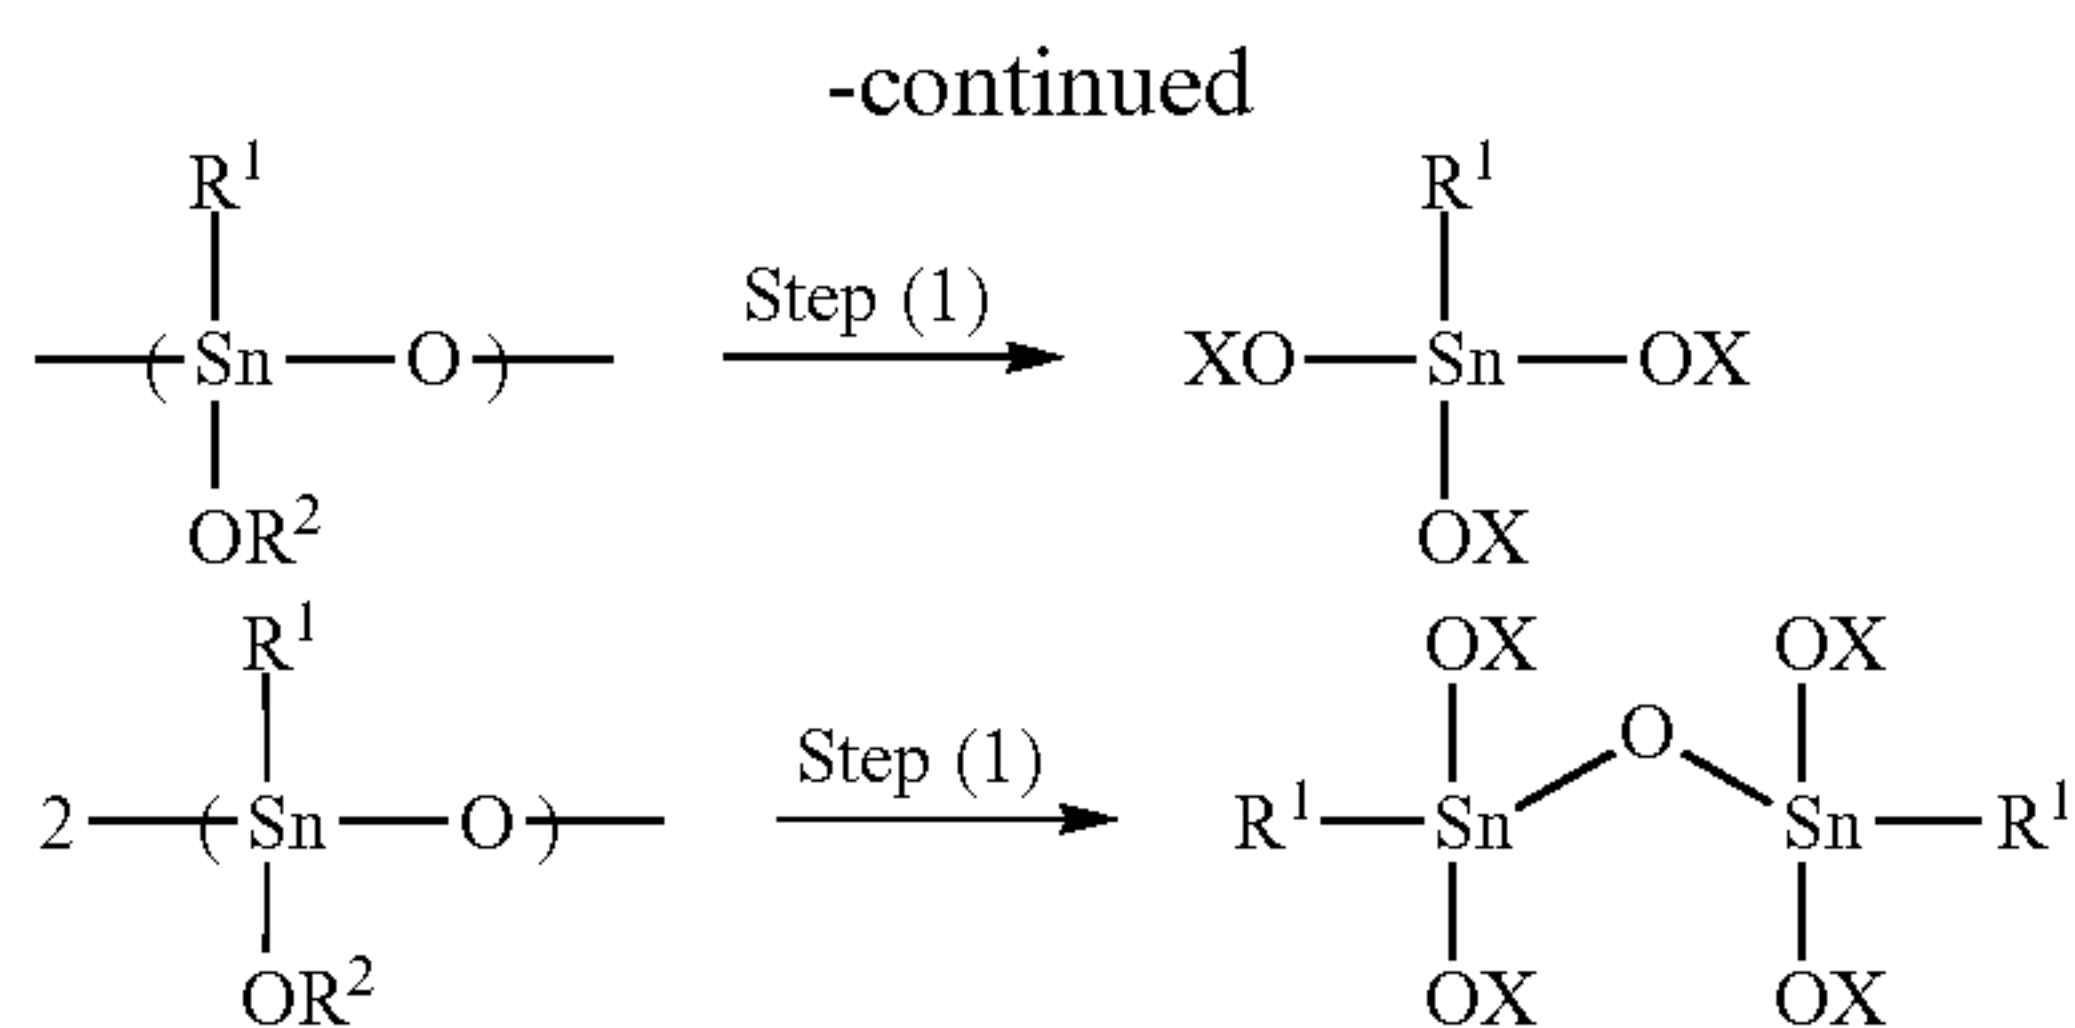 -continued
R¹ R¹
Step (1)
( Sn O ) XO Sn OX
OR² OX
R¹ OX OX
O
Step (1)
2 ( Sn O ) R¹ Sn Sn R¹
OR² OX OX